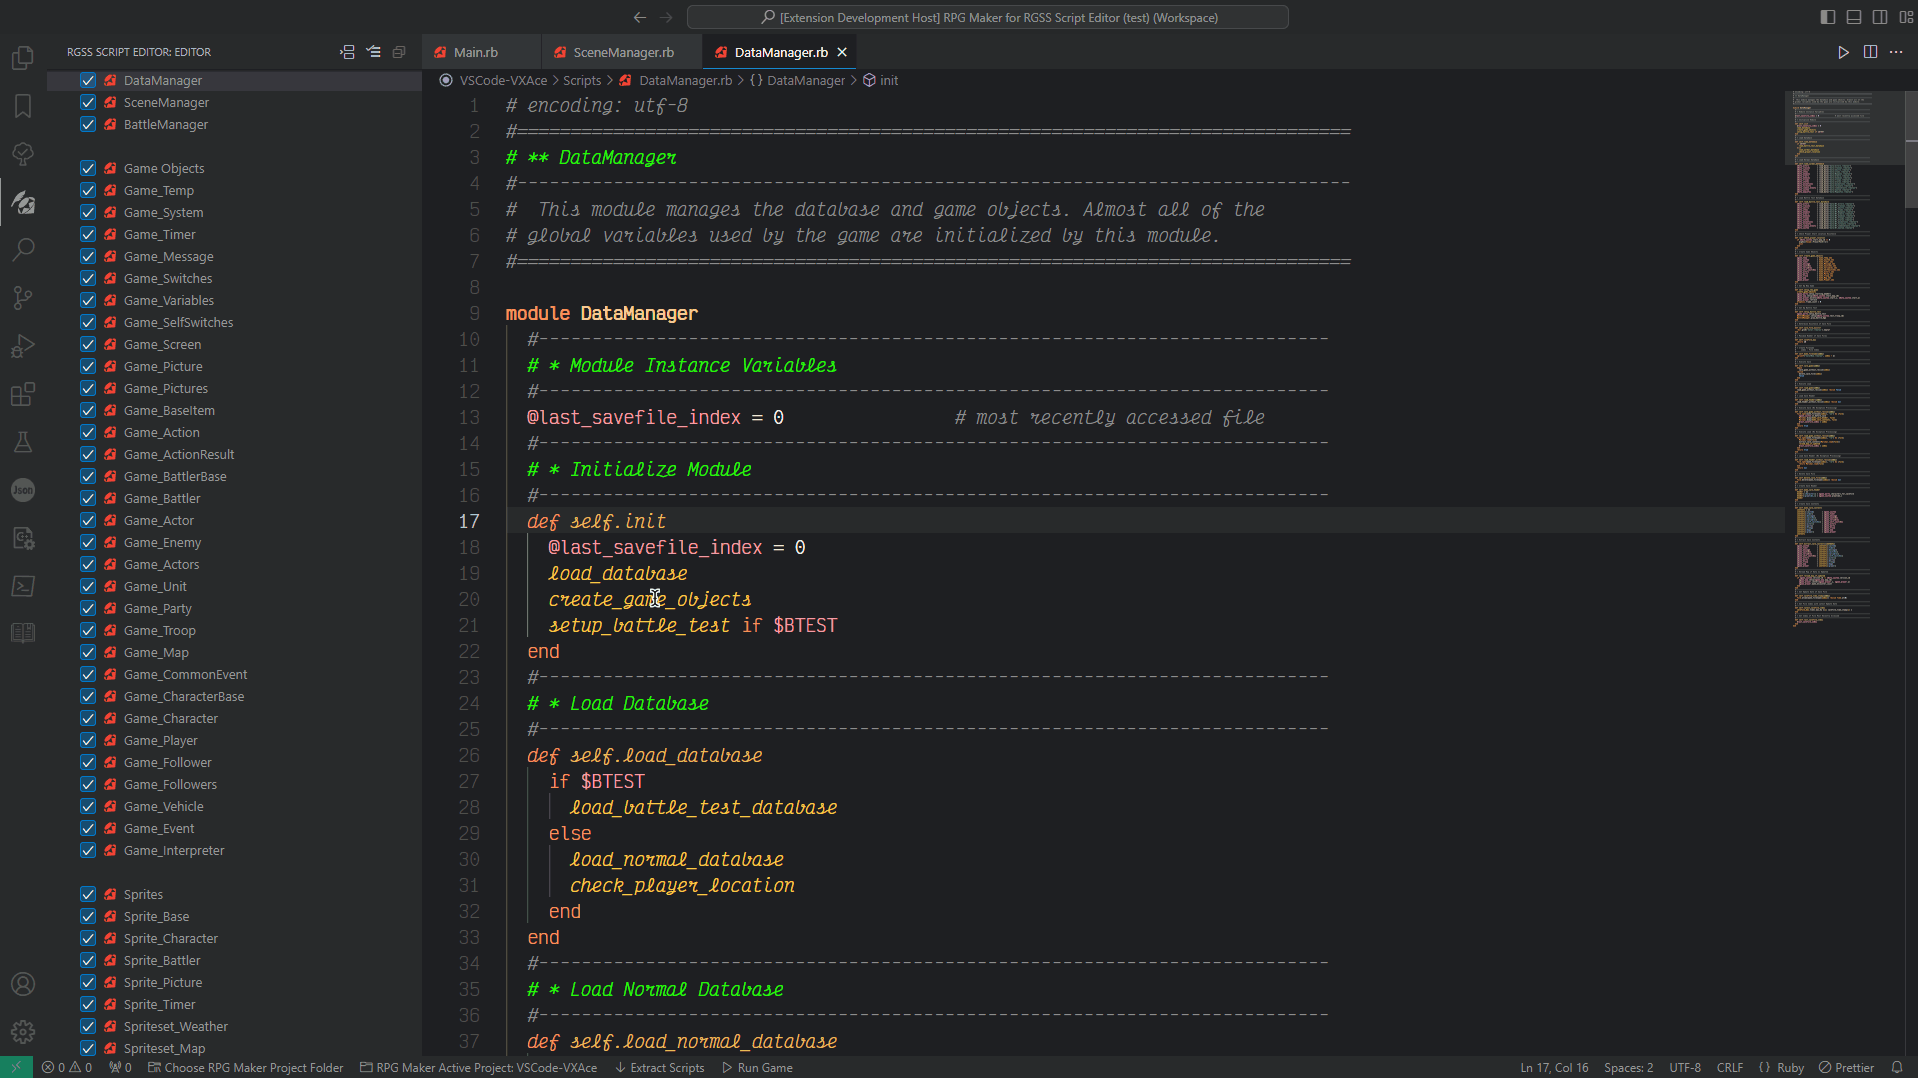 [Extension Development Host] RPG Maker for RGSS Script Editor (test) (Workspace)
RGSS SCRIPT EDITOR: EDITOR
DataManager
SceneManager
BattleManager
Game Objects
Game_Temp
Game_System
Game_Timer
Game_Message
Game_Switches
Game_Variables
Game_SelfSwitches
Game_Screen
Game_Picture
Game_Pictures
Game_BaseItem
Game_Action
Game_ActionResult
Game_BattlerBase
Game_Battler
Game_Actor
Game_Enemy
Game_Actors
Game_Unit
Game_Party
Game_Troop
Game_Map
Game_CommonEvent
Game_CharacterBase
Game_Character
Game_Player
Game_Follower
Game_Followers
Game_Vehicle
Game_Event
Game_Interpreter
Sprites
Sprite_Base
Sprite_Character
Sprite_Battler
Sprite_Picture
Sprite_Timer
Spriteset_Weather
Spriteset_Map
Json
Main.rb SceneManager.rb DataManager.rb
VSCode-VXAce > Scripts > DataManager.rb > {} DataManager > init
1 # encoding: utf-8
2 #==============================================================================
3 # ** DataManager
4 #------------------------------------------------------------------------------
5 #  This module manages the database and game objects. Almost all of the
6 # global variables used by the game are initialized by this module.
7 #==============================================================================
8
9 module DataManager
10   #--------------------------------------------------------------------------
11   # * Module Instance Variables
12   #--------------------------------------------------------------------------
13   @last_savefile_index = 0                # most recently accessed file
14   #--------------------------------------------------------------------------
15   # * Initialize Module
16   #--------------------------------------------------------------------------
17   def self.init
18     @last_savefile_index = 0
19     load_database
20     create_game_objects
21     setup_battle_test if $BTEST
22   end
23   #--------------------------------------------------------------------------
24   # * Load Database
25   #--------------------------------------------------------------------------
26   def self.load_database
27     if $BTEST
28       load_battle_test_database
29     else
30       load_normal_database
31       check_player_location
32     end
33   end
34   #--------------------------------------------------------------------------
35   # * Load Normal Database
36   #--------------------------------------------------------------------------
37   def self.load_normal_database
0 0 0 Choose RPG Maker Project Folder RPG Maker Active Project: VSCode-VXAce Extract Scripts Run Game Ln 17, Col 16 Spaces: 2 UTF-8 CRLF {} Ruby Prettier